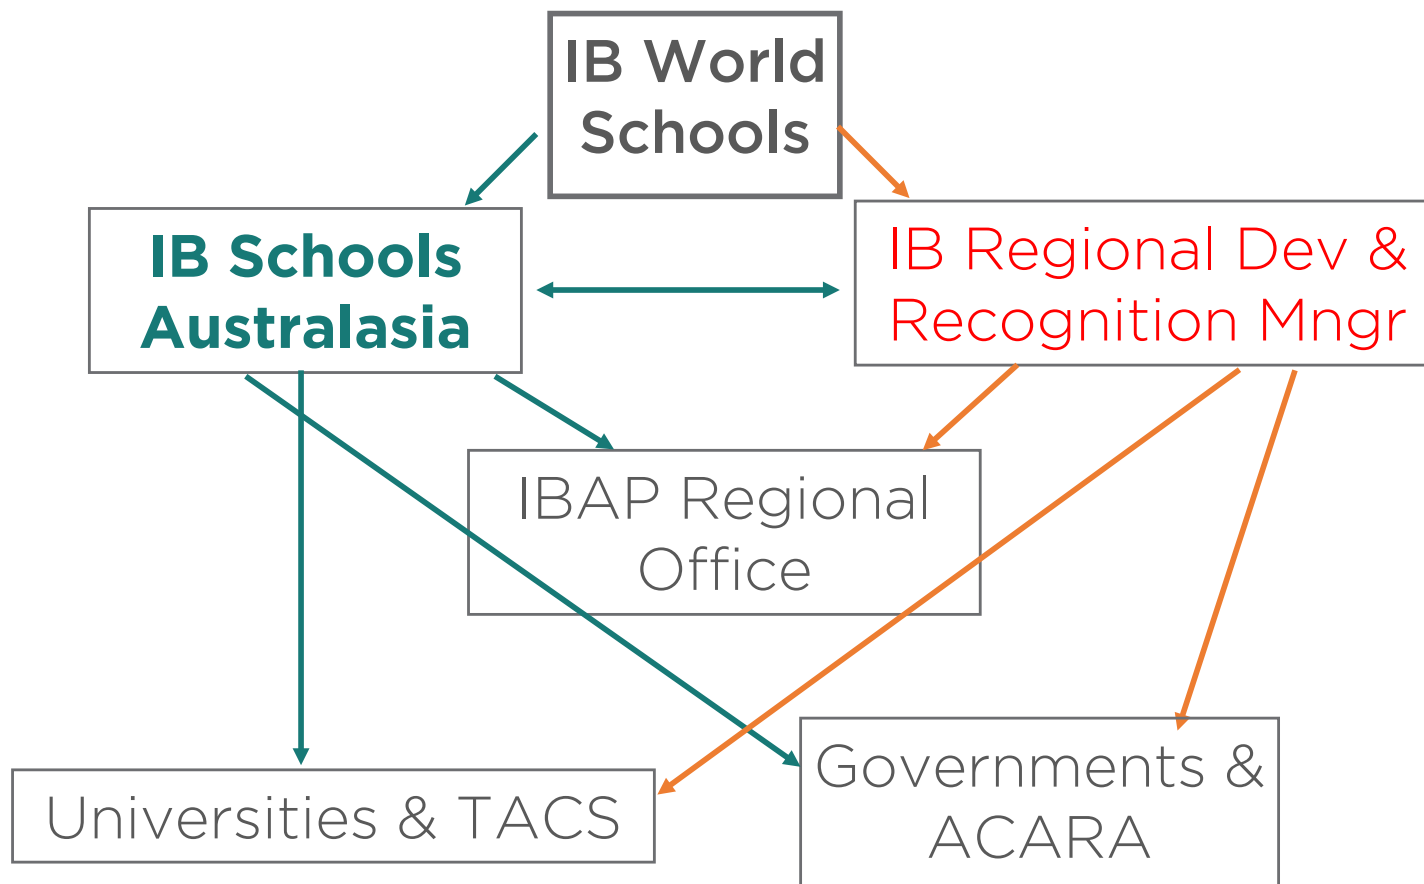 IB World
Schools
IB Schools
Australasia
IB Regional Dev &
Recognition Mngr
IBAP Regional
Office
Universities & TACS
Governments &
ACARA